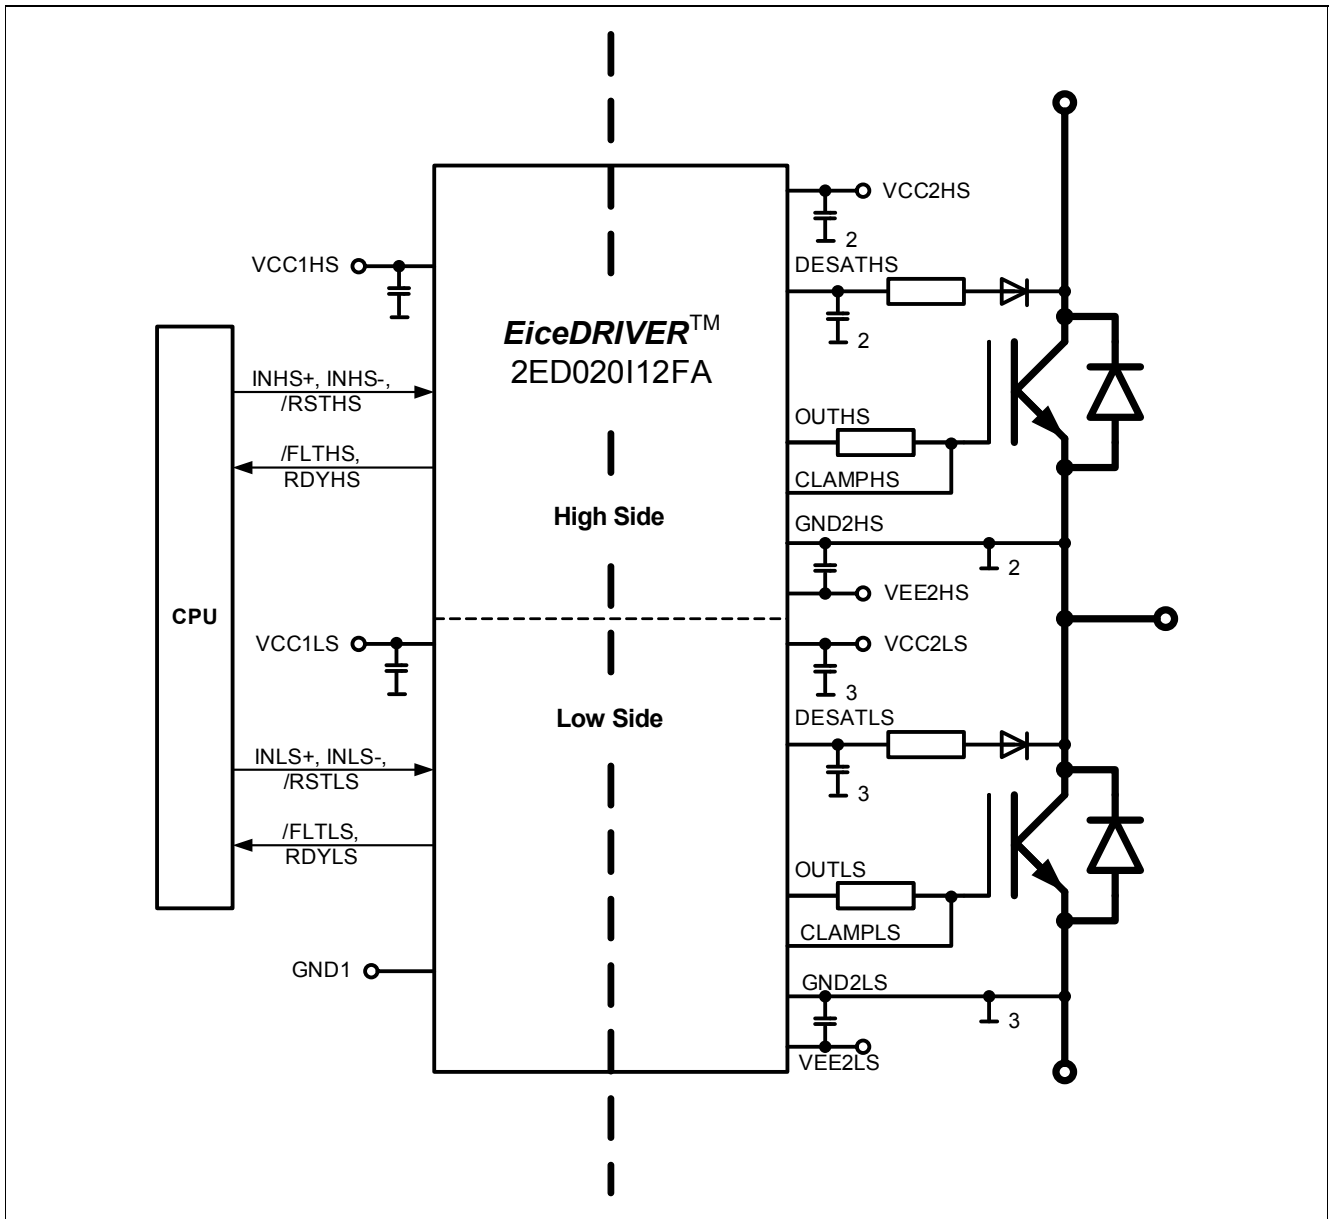 VCC1HS
INHS+, INHS-,
/RSTHS
/FLTHS,
RDYHS
CPU
VCC1LS
INLS+, INLS-,
/RSTLS
/FLTLS,
RDYLS
GND1
EiceDRIVER™
2ED020I12FA
High Side
Low Side
VCC2HS
2
DESATHS
2
OUTHS
CLAMPHS
GND2HS
2
VEE2HS
VCC2LS
3
DESATLS
3
OUTLS
CLAMPLS
GND2LS
3
VEE2LS